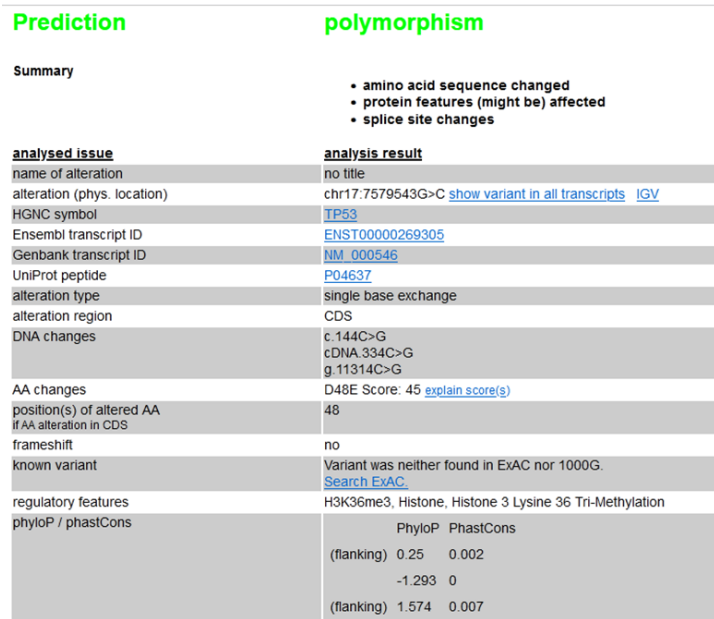 Prediction polymorphism
Summary
• amino acid sequence changed
• protein features (might be) affected
• splice site changes
analysed issue analysis result
name of alteration no title
alteration (phys. location) chr17:7579543G>C show variant in all transcripts IGV
HGNC symbol TP53
Ensembl transcript ID ENST00000269305
Genbank transcript ID NM_000546
UniProt peptide P04637
alteration type single base exchange
alteration region CDS
DNA changes c.144C>G
cDNA.334C>G
g.11314C>G
AA changes D48E Score: 45 explain score(s)
position(s) of altered AA 48
if AA alteration in CDS
frameshift no
known variant Variant was neither found in ExAC nor 1000G.
Search ExAC.
regulatory features H3K36me3, Histone, Histone 3 Lysine 36 Tri-Methylation
phyloP / phastCons PhyloP PhastCons
(flanking) 0.25 0.002
-1.293 0
(flanking) 1.574 0.007